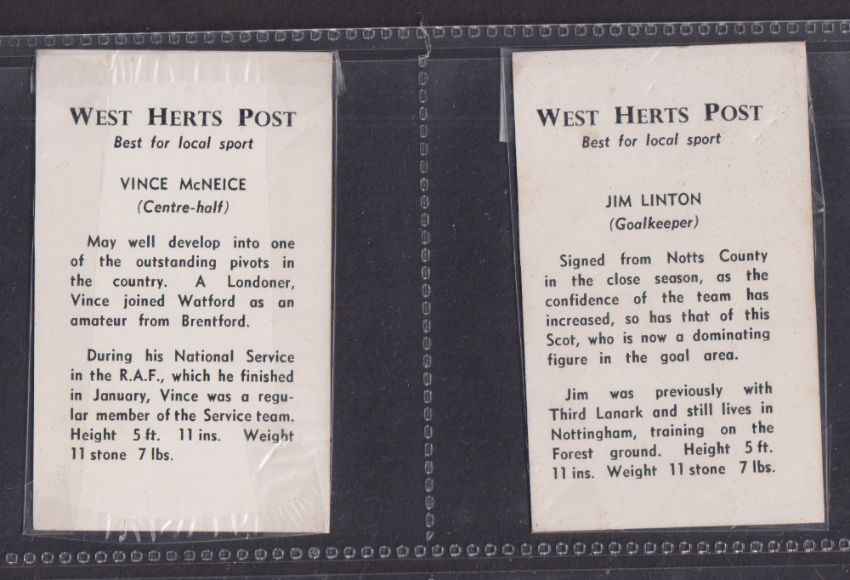 WEST HERTS POST
Best for local sport
VINCE McNEICE
(Centre-half)
May well develop into one
of the outstanding pivots in
the country. A Londoner,
Vince joined Watford as an
amateur from Brentford.
During his National Service
in the R.A.F., which he finished
in January, Vince was a regu-
lar member of the Service team.
Height 5 ft. 11 ins. Weight
11 stone 7 lbs.
WEST HERTS POST
Best for local sport
JIM LINTON
(Goalkeeper)
Signed from Notts County
in the close season, as the
confidence of the team has
increased, so has that of this
Scot, who is now a dominating
figure in the goal area.
Jim was previously with
Third Lanark and still lives in
Nottingham, training on the
Forest ground. Height 5 ft.
11 ins. Weight 11 stone 7 lbs.